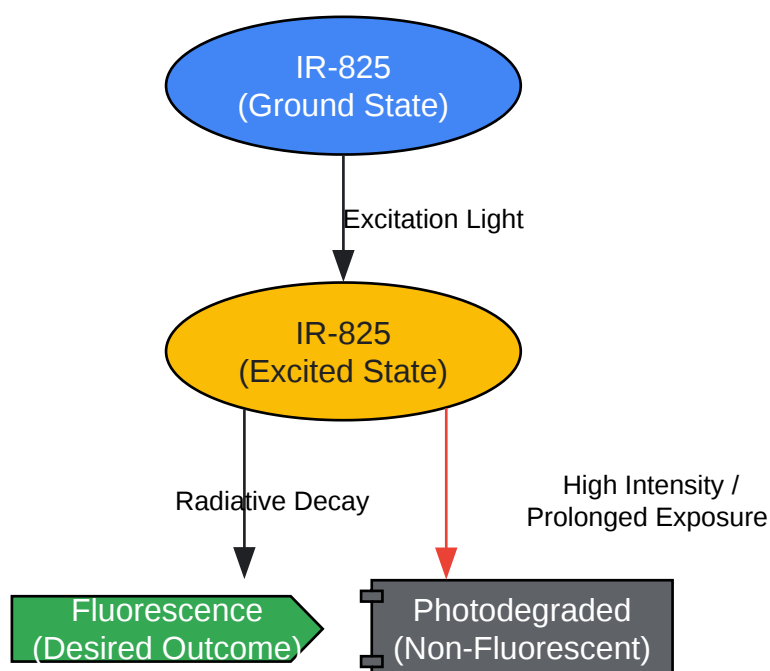 IR-825
(Ground State)
Excitation Light
IR-825
(Excited State)
Radiative Decay
High Intensity /
Prolonged Exposure
Fluorescence
(Desired Outcome)
Photodegraded
(Non-Fluorescent)